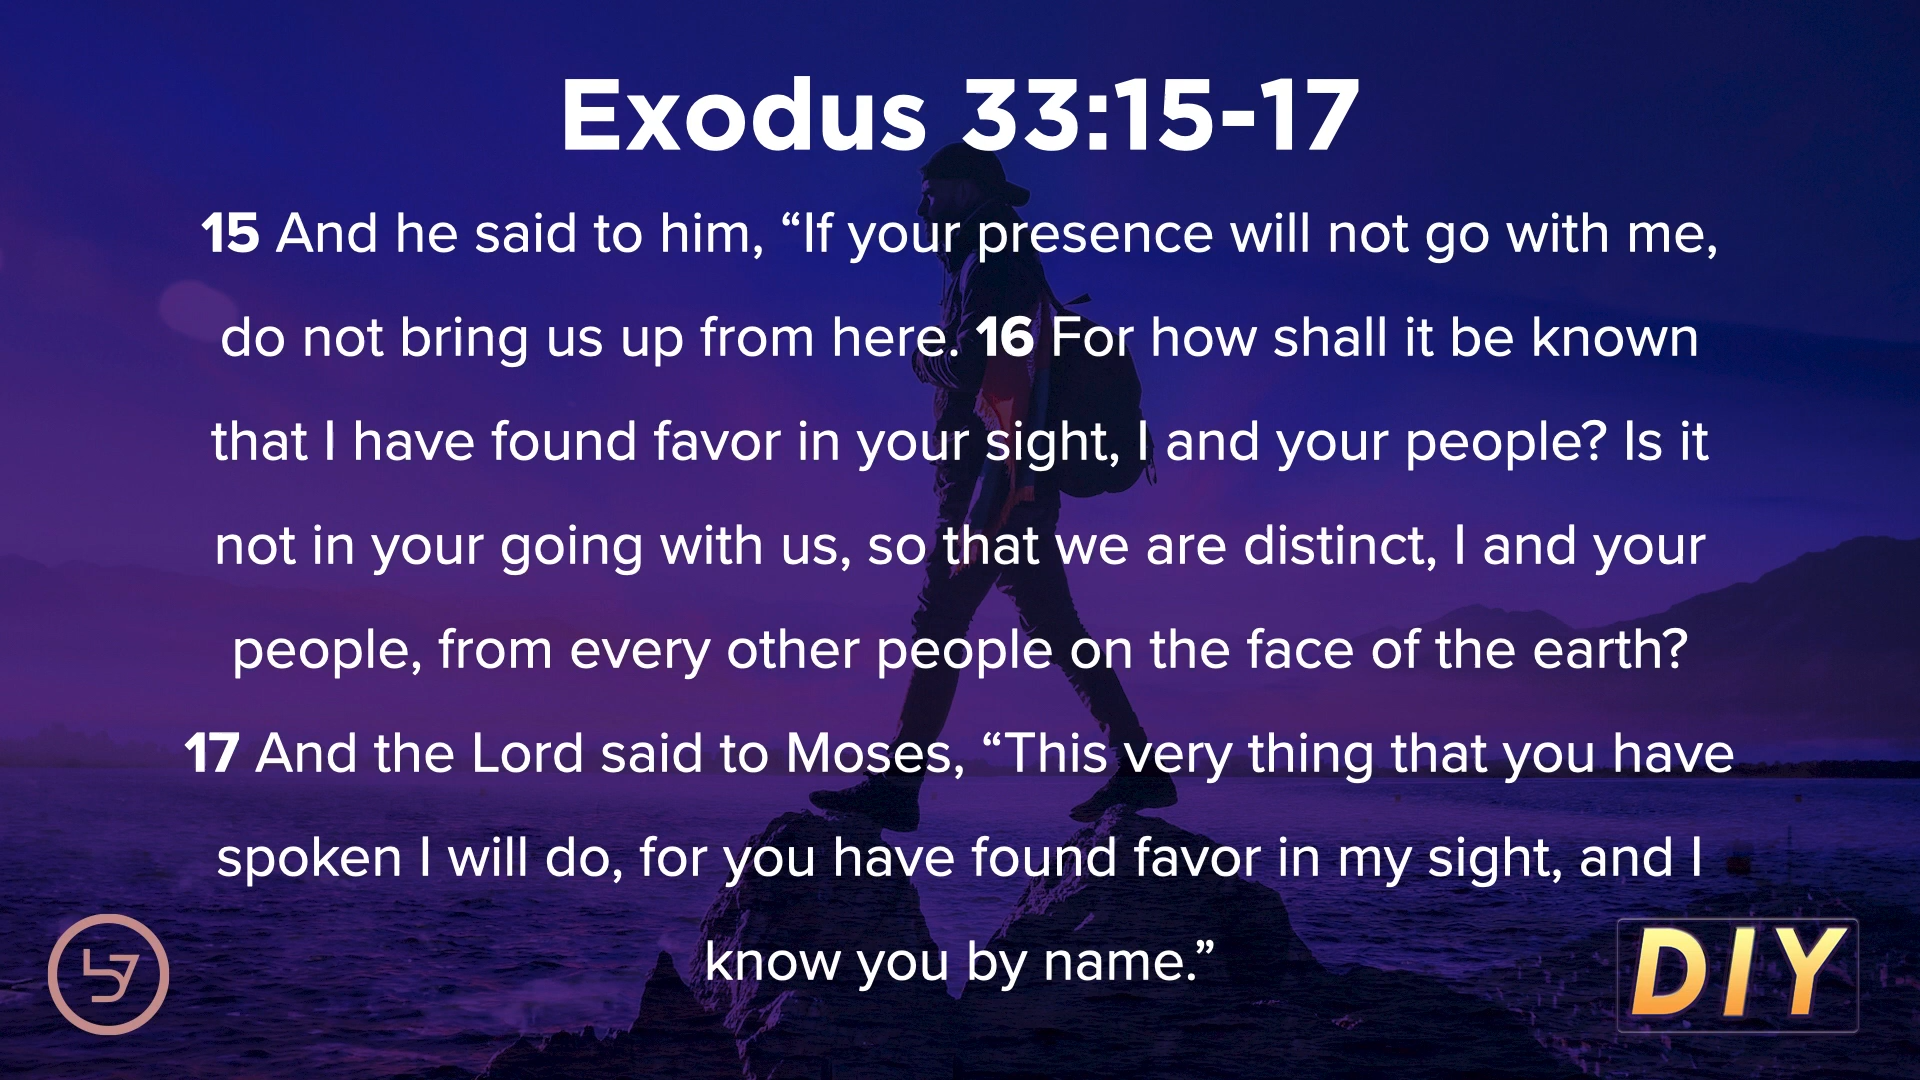 Exodus 33:15-17
15 And he said to him, “If your presence will not go with me,
do not bring us up from here. 16 For how shall it be known
that I have found favor in your sight, I and your people? Is it
not in your going with us, so that we are distinct, I and your
people, from every other people on the face of the earth?
17 And the Lord said to Moses, “This very thing that you have
spoken I will do, for you have found favor in my sight, and I
know you by name.”
DIY